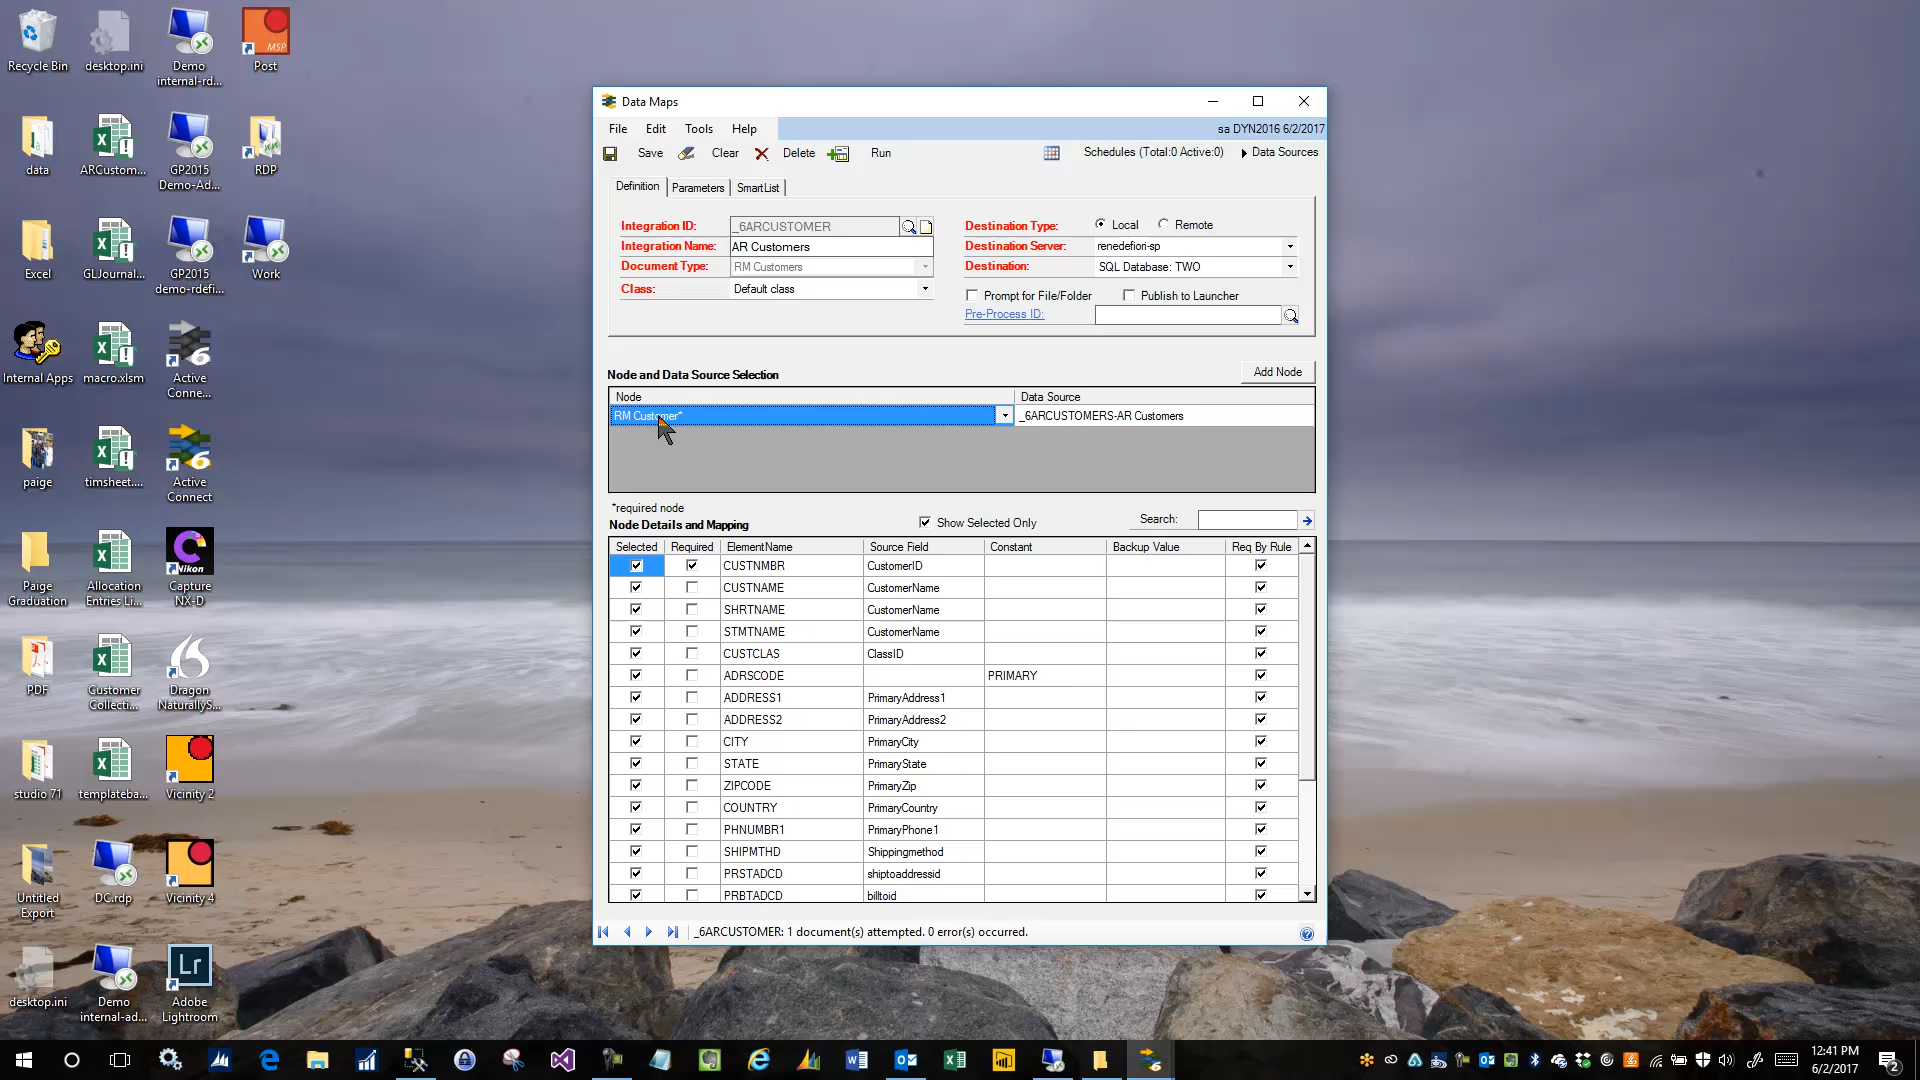 Recycle Bin
desktop.ini
Demo
internal-rd...
MSP
Post
data
ARCustom...
GP2015
Demo-Ad...
RDP
Excel
GLJournal...
GP2015
demo-rdefi...
Work
Internal Apps
macro.xlsm
6
Active
Conne...
paige
timsheet....
6
Active
Connect
Paige
Graduation
Allocation
Entries Li...
Nikon
Capture
NX-D
PDF
Customer
Collecti...
Dragon
NaturallyS...
studio 71
templateba...
Vicinity 2
Untitled
Export
DC.rdp
Vicinity 4
desktop.ini
Demo
internal-ad...
Lr
Adobe
Lightroom
Data Maps
File Edit Tools Help
sa DYN2016 6/2/2017
Save Clear Delete Run
Schedules (Total:0 Active:0) Data Sources
Definition Parameters SmartList
Integration ID: _6ARCUSTOMER
Integration Name: AR Customers
Document Type: RM Customers
Class: Default class
Destination Type: Local Remote
Destination Server: renedefiori-sp
Destination: SQL Database: TWO
Prompt for File/Folder Publish to Launcher
Pre-Process ID:
Node and Data Source Selection Add Node
Node Data Source
RM Customer* _6ARCUSTOMERS-AR Customers
*required node
Node Details and Mapping Show Selected Only Search:
Selected Required ElementName Source Field Constant Backup Value Req By Rule
CUSTNMBR CustomerID
CUSTNAME CustomerName
SHRTNAME CustomerName
STMTNAME CustomerName
CUSTCLAS ClassID
ADRSCODE PRIMARY
ADDRESS1 PrimaryAddress1
ADDRESS2 PrimaryAddress2
CITY PrimaryCity
STATE PrimaryState
ZIPCODE PrimaryZip
COUNTRY PrimaryCountry
PHNUMBR1 PrimaryPhone1
SHIPMTHD Shippingmethod
PRSTADCD shiptoaddressid
PRBTADCD billtoid
_6ARCUSTOMER: 1 document(s) attempted. 0 error(s) occurred.
12:41 PM
6/2/2017
2